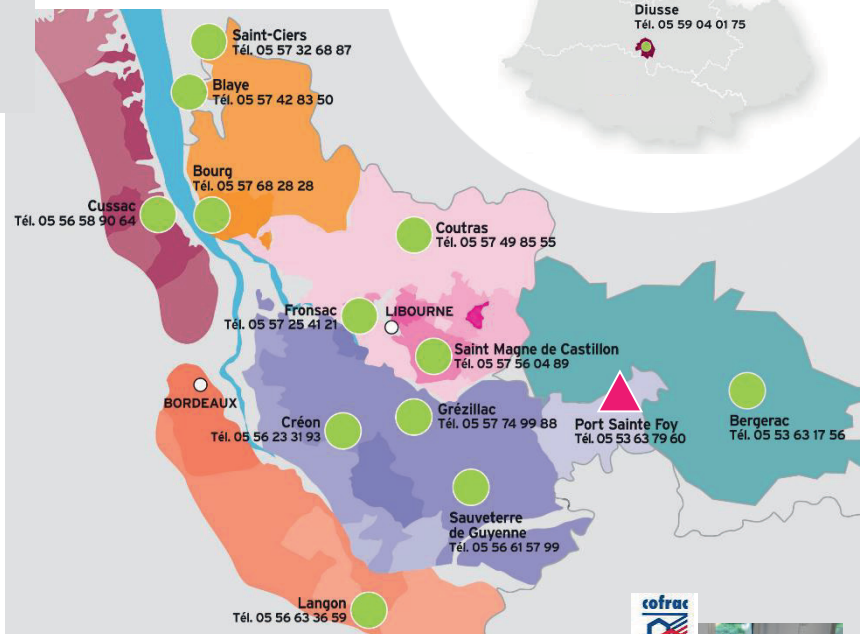 Diusse
Tél. 05 59 04 01 75
Saint-Ciers
Tél. 05 57 32 68 87
Blaye
Tél. 05 57 42 83 50
Bourg
Tél. 05 57 68 28 28
Cussac
Tél. 05 56 58 90 64
Coutras
Tél. 05 57 49 85 55
Fronsac
Tél. 05 57 25 41 21
LIBOURNE
Saint Magne de Castillon
Tél. 05 57 56 04 89
BORDEAUX
Créon
Tél. 05 56 23 31 93
Grézillac
Tél. 05 57 74 99 88
Port Sainte Foy
Tél. 05 53 63 79 60
Bergerac
Tél. 05 53 63 17 56
Sauveterre
de Guyenne
Tél. 05 56 61 57 99
Langon
Tél. 05 56 63 36 59
cofrac